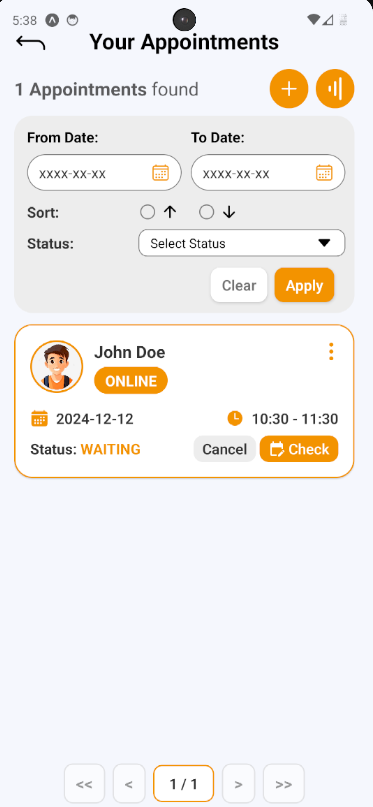 5:38
Your Appointments
1 Appointments found
From Date: To Date:
xxxx-xx-xx xxxx-xx-xx
Sort:
Status: Select Status
Clear Apply
John Doe
ONLINE
2024-12-12 10:30 - 11:30
Status: WAITING Cancel Check
<< < 1 / 1 > >>